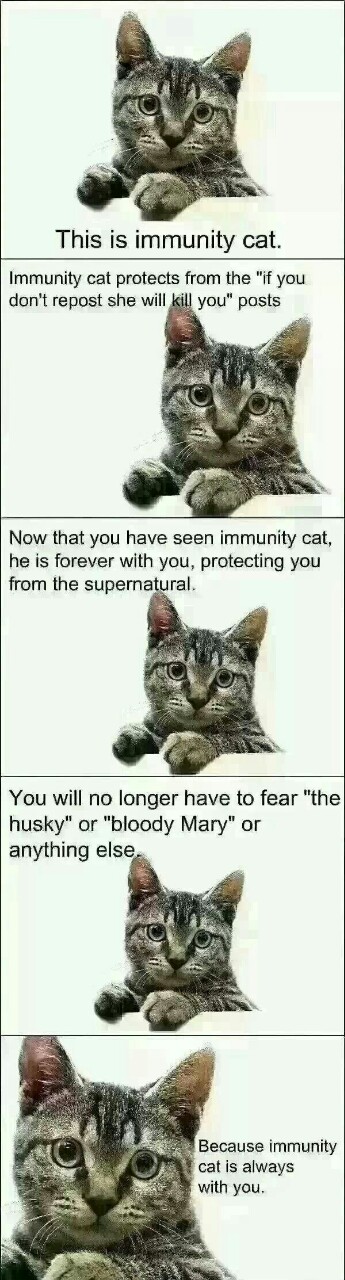 This is immunity cat.
Immunity cat protects from the "if you
don't repost she will kill you" posts
Now that you have seen immunity cat,
he is forever with you, protecting you
from the supernatural.
You will no longer have to fear "the
husky" or "bloody Mary" or
anything else.
Because immunity
cat is always
with you.